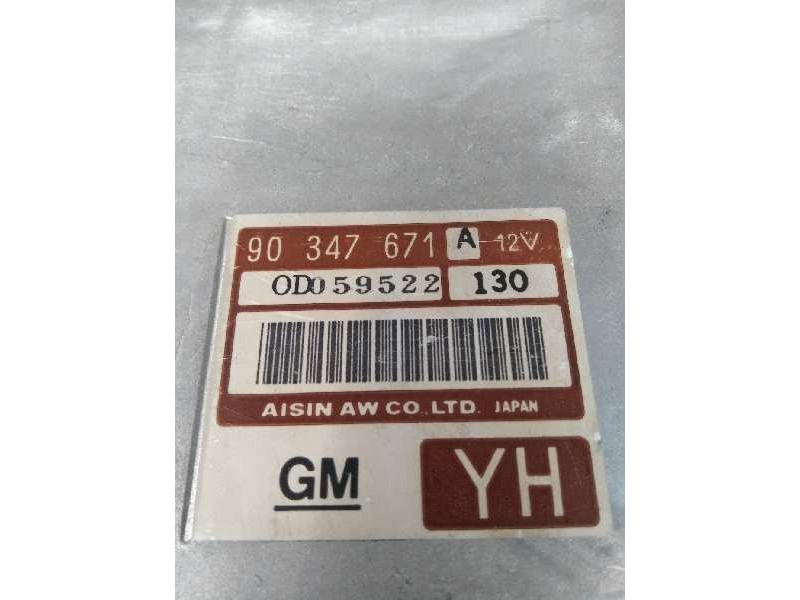 90 347 671 A 12V
OD059522 130
AISIN AW CO.,LTD. JAPAN
GM YH